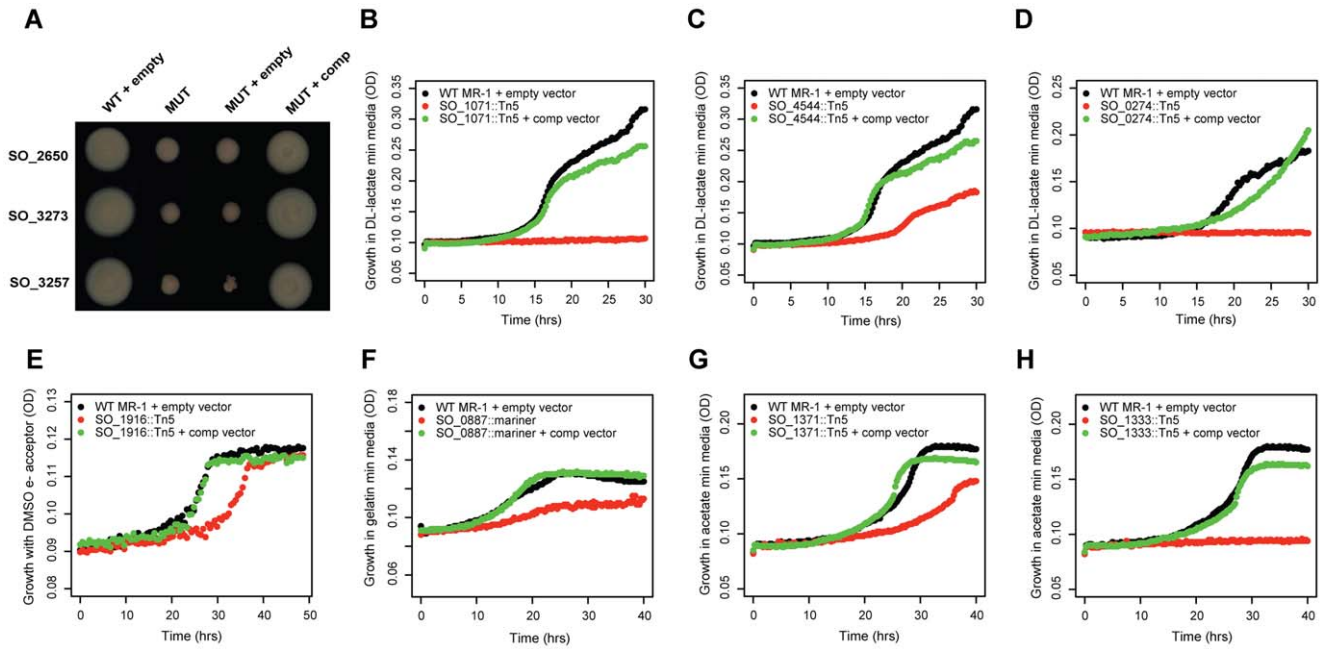 A
WT + empty
MUT
MUT + empty
MUT + comp
SO_2650
SO_3273
SO_3257
B
Growth in DL-lactate min media (OD)
0.35
0.30
0.25
0.20
0.15
0.10
0.05
WT MR-1 + empty vector
SO_1071::Tn5
SO_1071::Tn5 + comp vector
0 5 10 15 20 25 30
Time (hrs)
C
Growth in DL-lactate min media (OD)
0.35
0.30
0.25
0.20
0.15
0.10
0.05
WT MR-1 + empty vector
SO_4544::Tn5
SO_4544::Tn5 + comp vector
0 5 10 15 20 25 30
Time (hrs)
D
Growth in DL-lactate min media (OD)
0.25
0.20
0.15
0.10
0.05
WT MR-1 + empty vector
SO_0274::Tn5
SO_0274::Tn5 + comp vector
0 5 10 15 20 25 30
Time (hrs)
E
Growth with DMSO e- acceptor (OD)
0.13
0.12
0.11
0.10
0.09
0.08
WT MR-1 + empty vector
SO_1916::Tn5
SO_1916::Tn5 + comp vector
0 10 20 30 40 50
Time (hrs)
F
Growth in gelatin min media (OD)
0.18
0.14
0.10
0.06
WT MR-1 + empty vector
SO_0887::mariner
SO_0887::mariner + comp vector
0 10 20 30 40
Time (hrs)
G
Growth in acetate min media (OD)
0.20
0.15
0.10
0.05
WT MR-1 + empty vector
SO_1371::Tn5
SO_1371::Tn5 + comp vector
0 10 20 30 40
Time (hrs)
H
Growth in acetate min media (OD)
0.20
0.15
0.10
0.05
WT MR-1 + empty vector
SO_1333::Tn5
SO_1333::Tn5 + comp vector
0 10 20 30 40
Time (hrs)